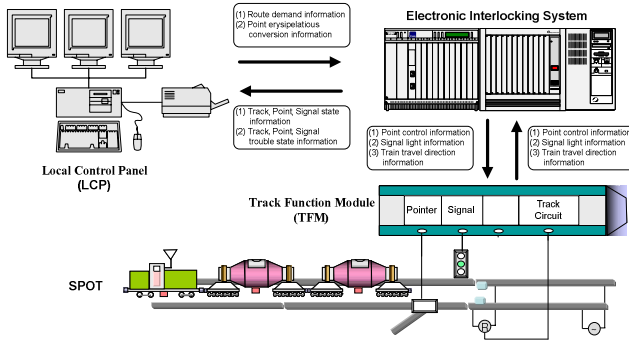 (1) Route demand information
(2) Point erysipelatious
conversion information
Electronic Interlocking System
(1) Track, Point, Signal state
information
(2) Track, Point, Signal
trouble state information
Local Control Panel
(LCP)
(1) Point control information
(2) Signal light information
(3) Train travel direction
information
(1) Point control information
(2) Signal light information
(3) Train travel direction
information
Track Function Module
(TFM)
Pointer
Signal
Track
Circuit
SPOT
R